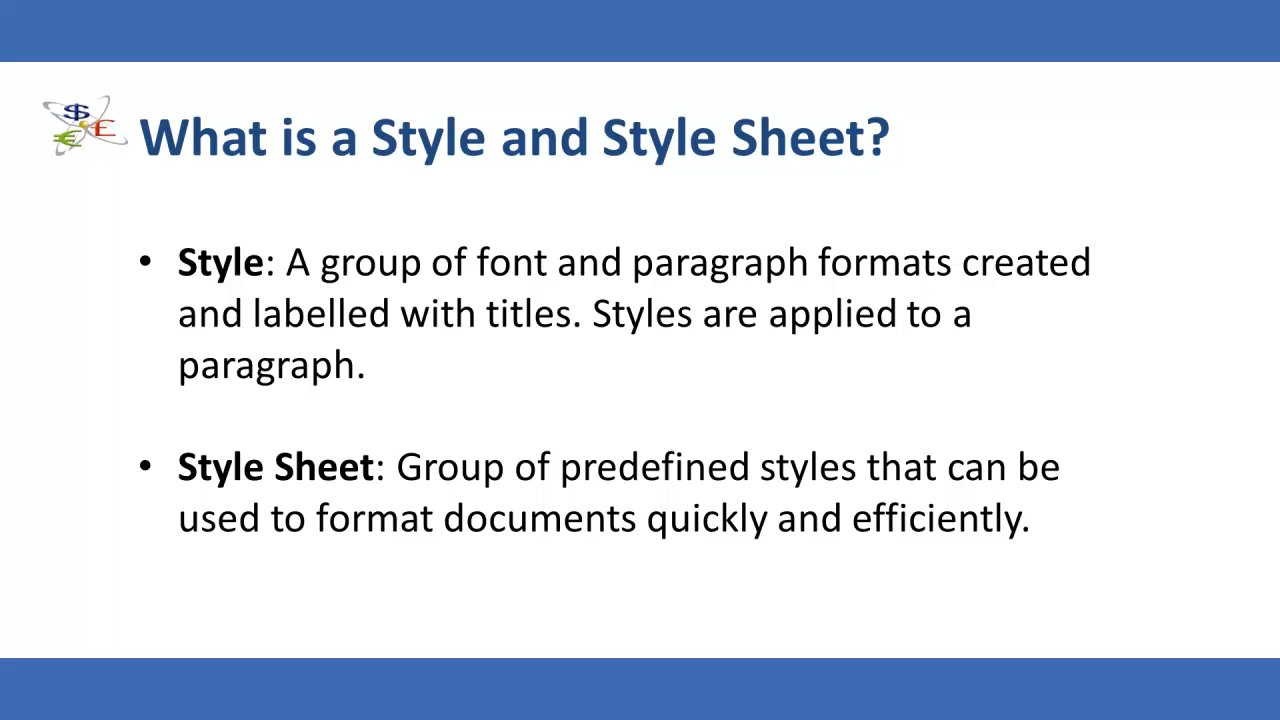 $
£
€
What is a Style and Style Sheet?
• Style: A group of font and paragraph formats created
and labelled with titles. Styles are applied to a
paragraph.
• Style Sheet: Group of predefined styles that can be
used to format documents quickly and efficiently.